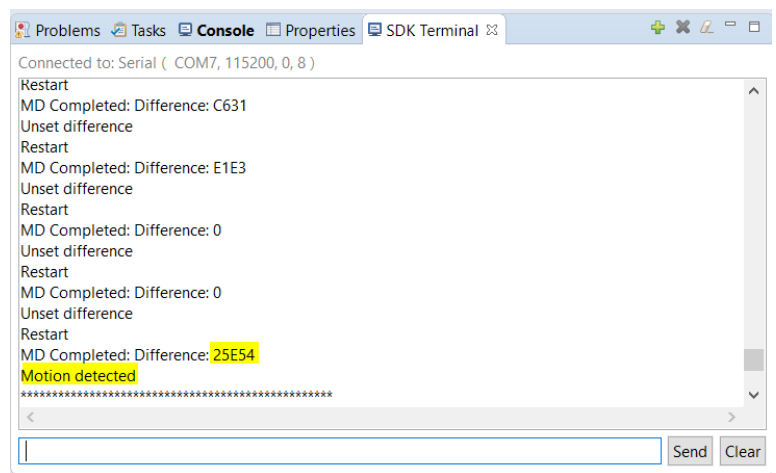 Problems Tasks Console Properties SDK Terminal
Connected to: Serial ( COM7, 115200, 0, 8 )
Restart
MD Completed: Difference: C631
Unset difference
Restart
MD Completed: Difference: E1E3
Unset difference
Restart
MD Completed: Difference: 0
Unset difference
Restart
MD Completed: Difference: 0
Unset difference
Restart
MD Completed: Difference: 25E54
Motion detected
****************************************************
Send Clear